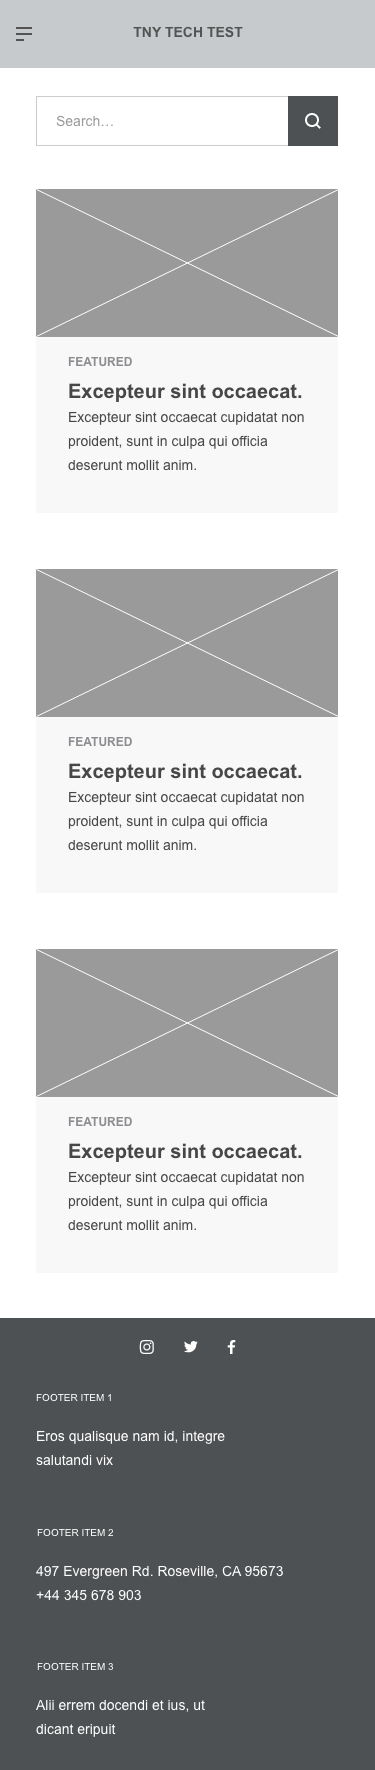 TNY TECH TEST
Search...
FEATURED
Excepteur sint occaecat.
Excepteur sint occaecat cupidatat non
proident, sunt in culpa qui officia
deserunt mollit anim.
FEATURED
Excepteur sint occaecat.
Excepteur sint occaecat cupidatat non
proident, sunt in culpa qui officia
deserunt mollit anim.
FEATURED
Excepteur sint occaecat.
Excepteur sint occaecat cupidatat non
proident, sunt in culpa qui officia
deserunt mollit anim.
FOOTER ITEM 1
Eros qualisque nam id, integre
salutandi vix
FOOTER ITEM 2
497 Evergreen Rd. Roseville, CA 95673
+44 345 678 903
FOOTER ITEM 3
Alii errem docendi et ius, ut
dicant eripuit